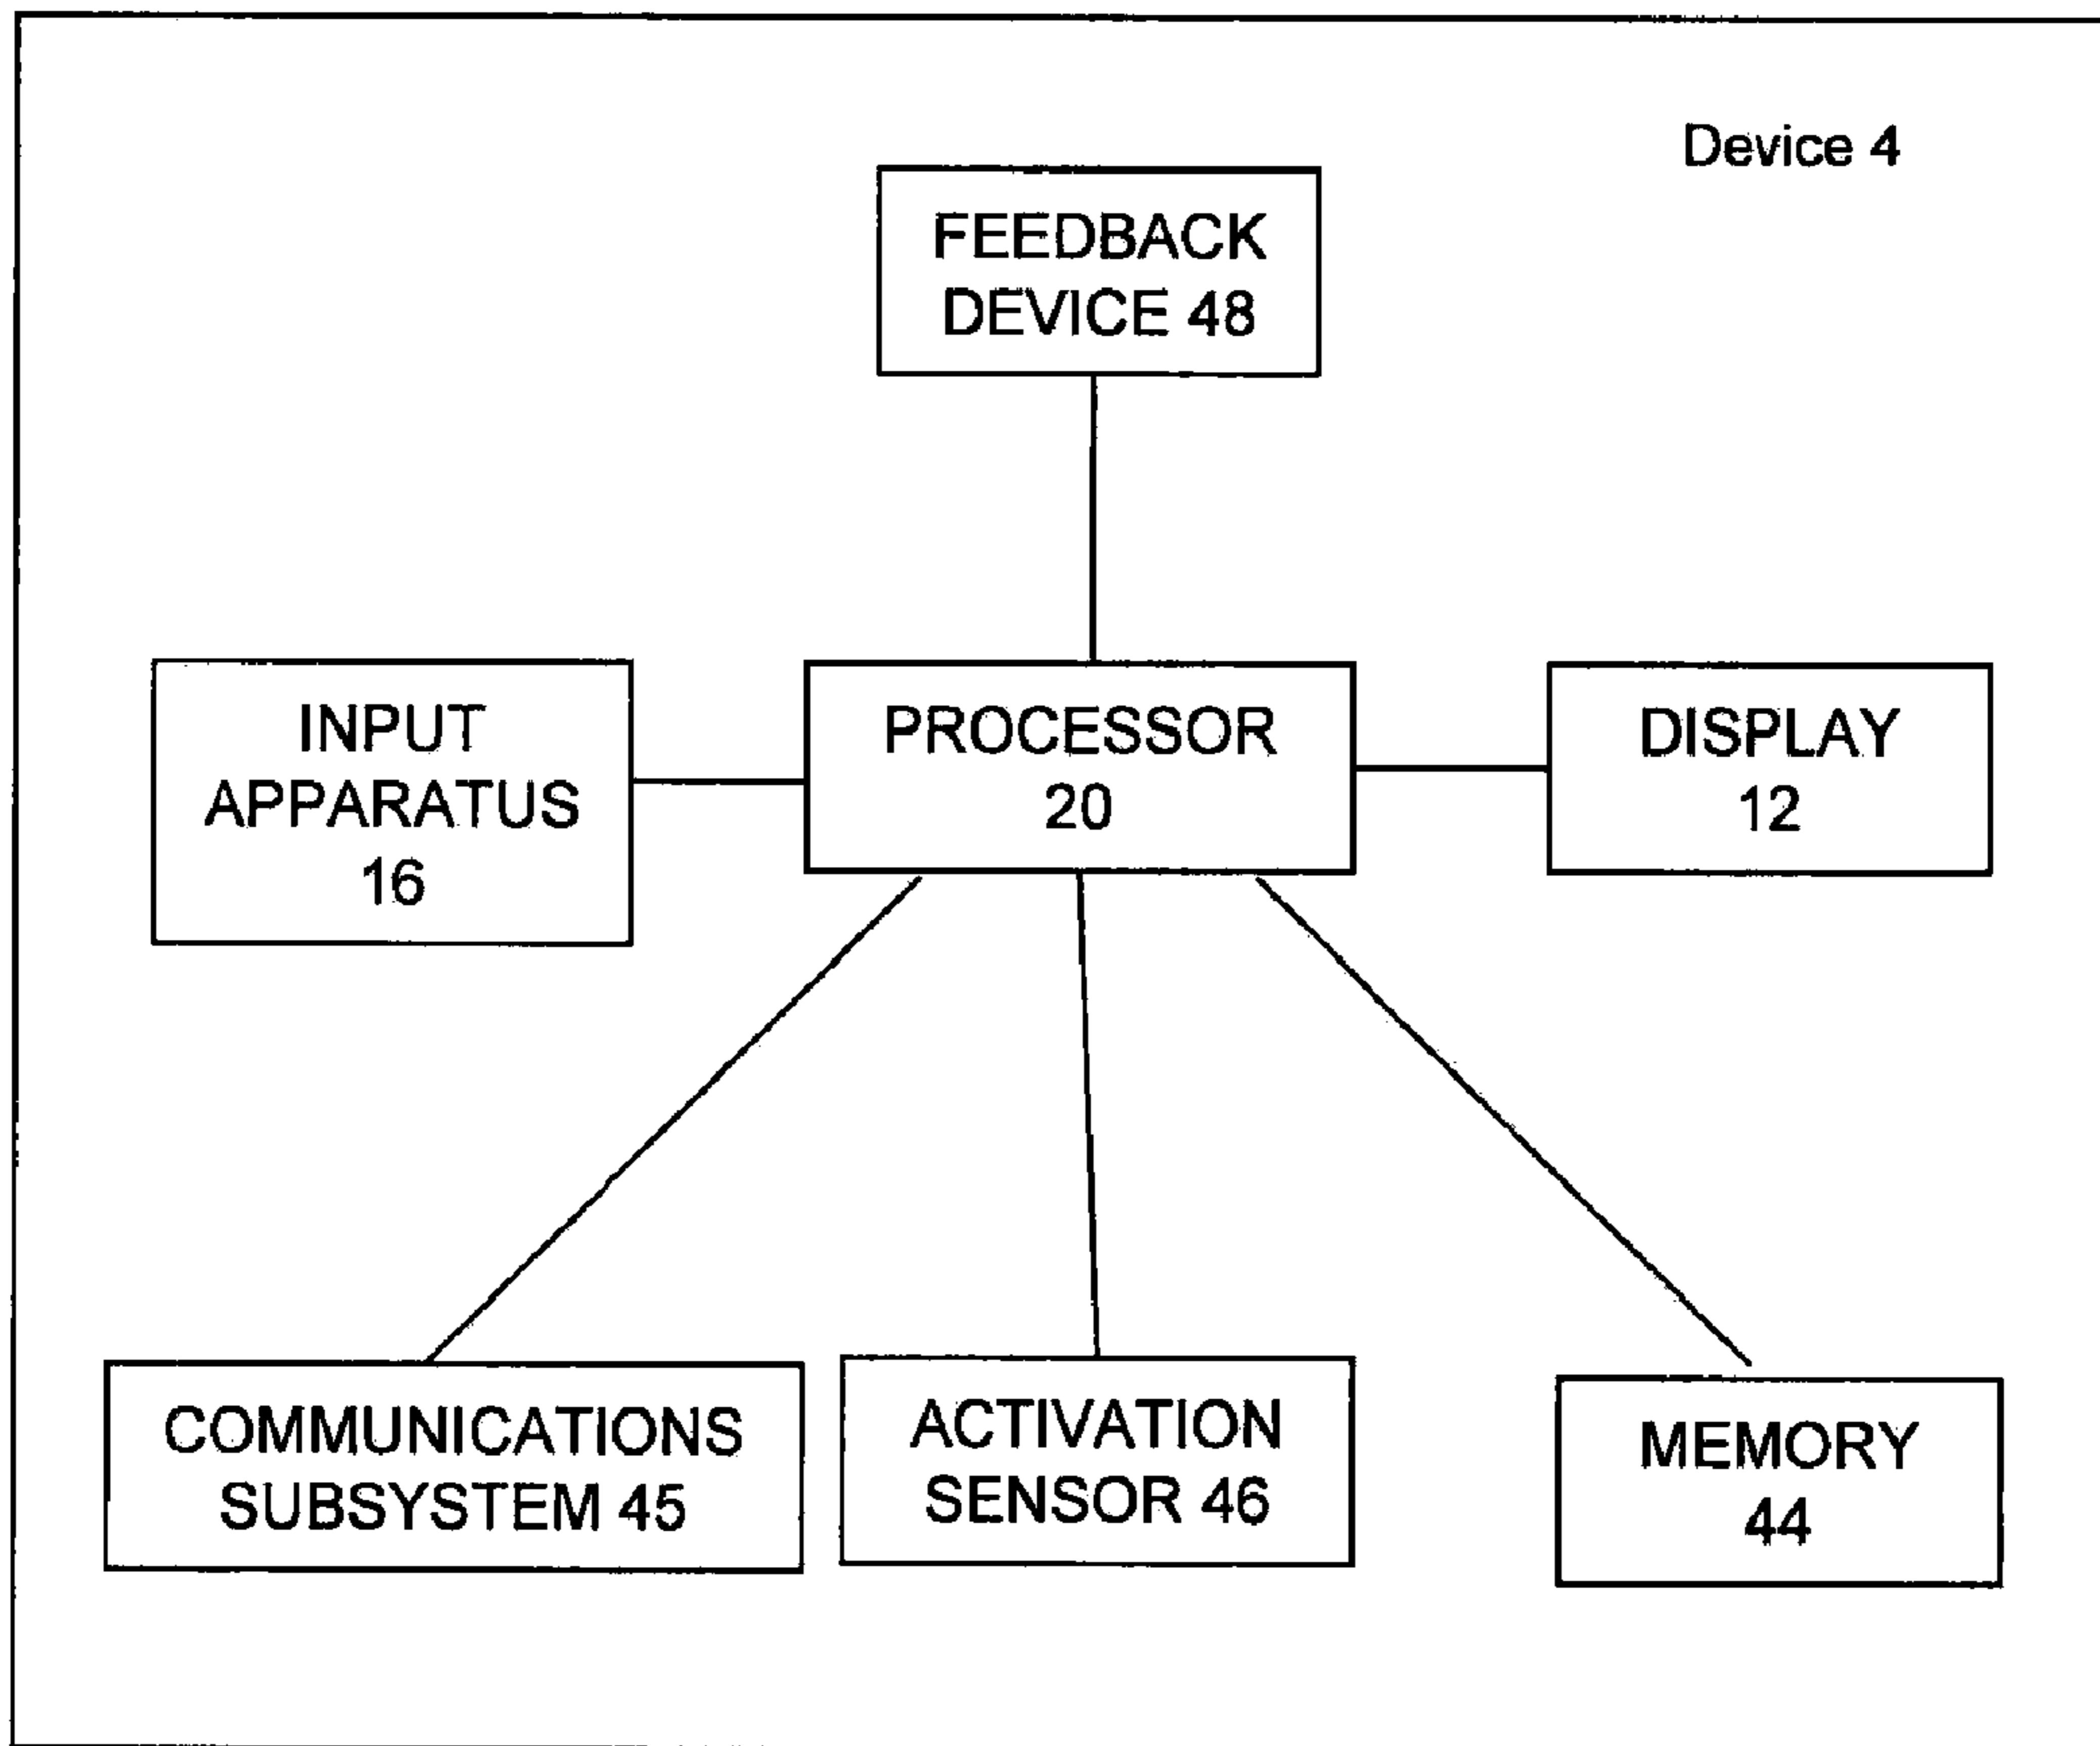 Device 4
FEEDBACK
DEVICE 48
INPUT
APPARATUS
16
PROCESSOR
20
DISPLAY
12
COMMUNICATIONS
SUBSYSTEM 45
ACTIVATION
SENSOR 46
MEMORY
44